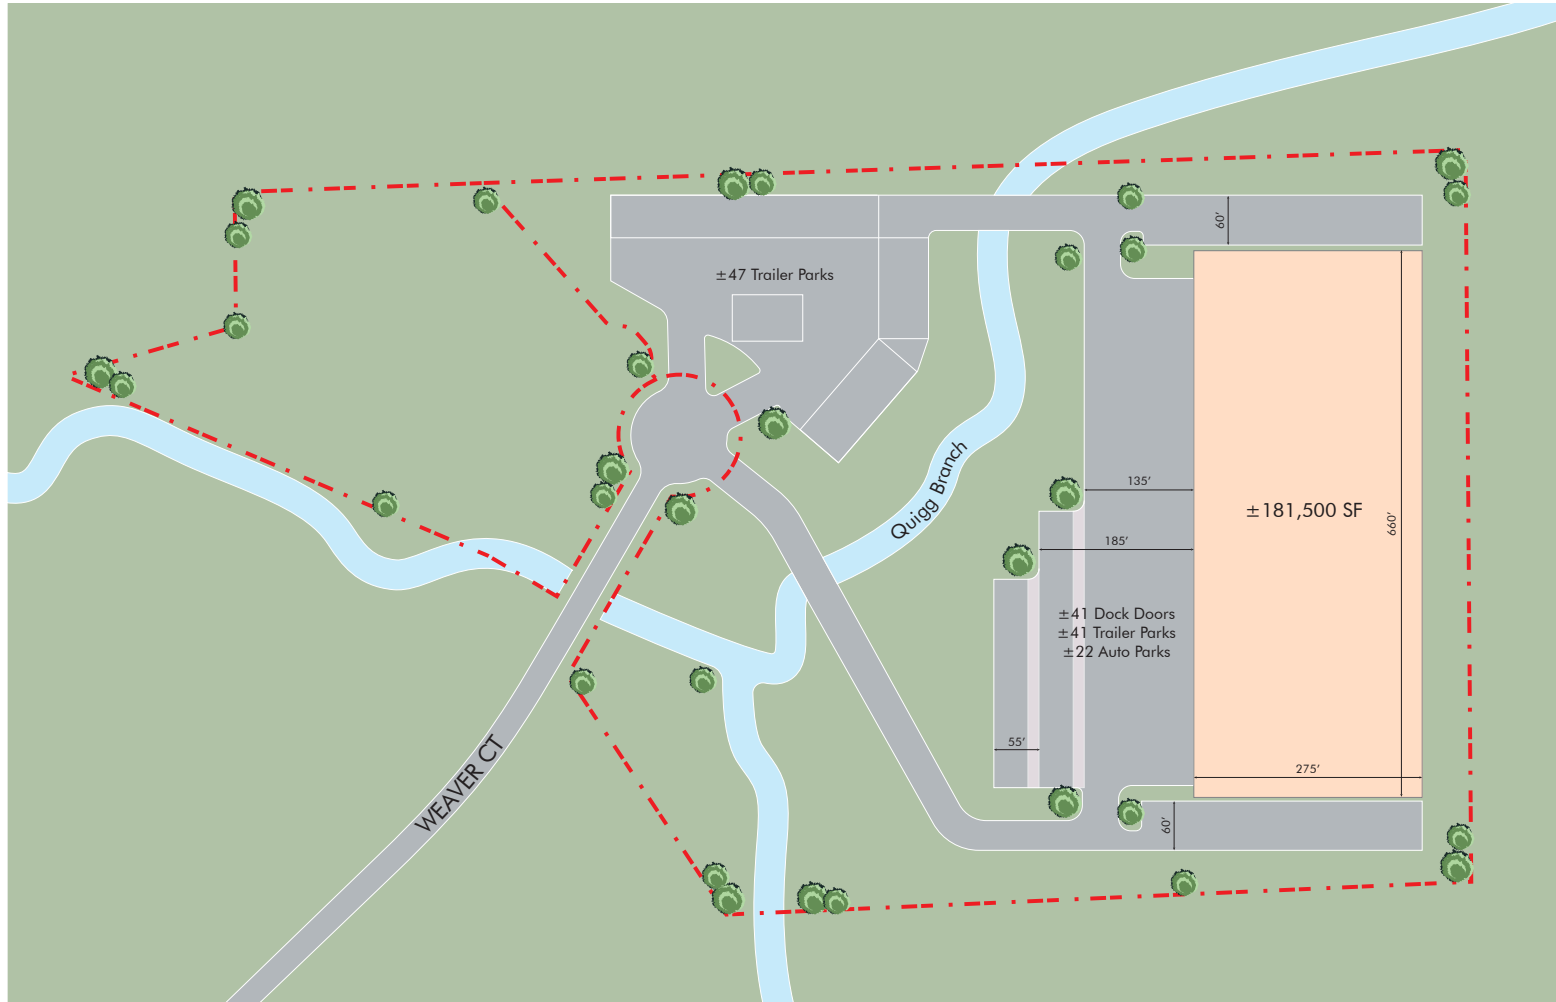 60’
±47 Trailer Parks
Quigg Branch
135’
±181,500 SF
660’
185’
±41 Dock Doors
±41 Trailer Parks
±22 Auto Parks
55’
275’
WEAVER CT
60’